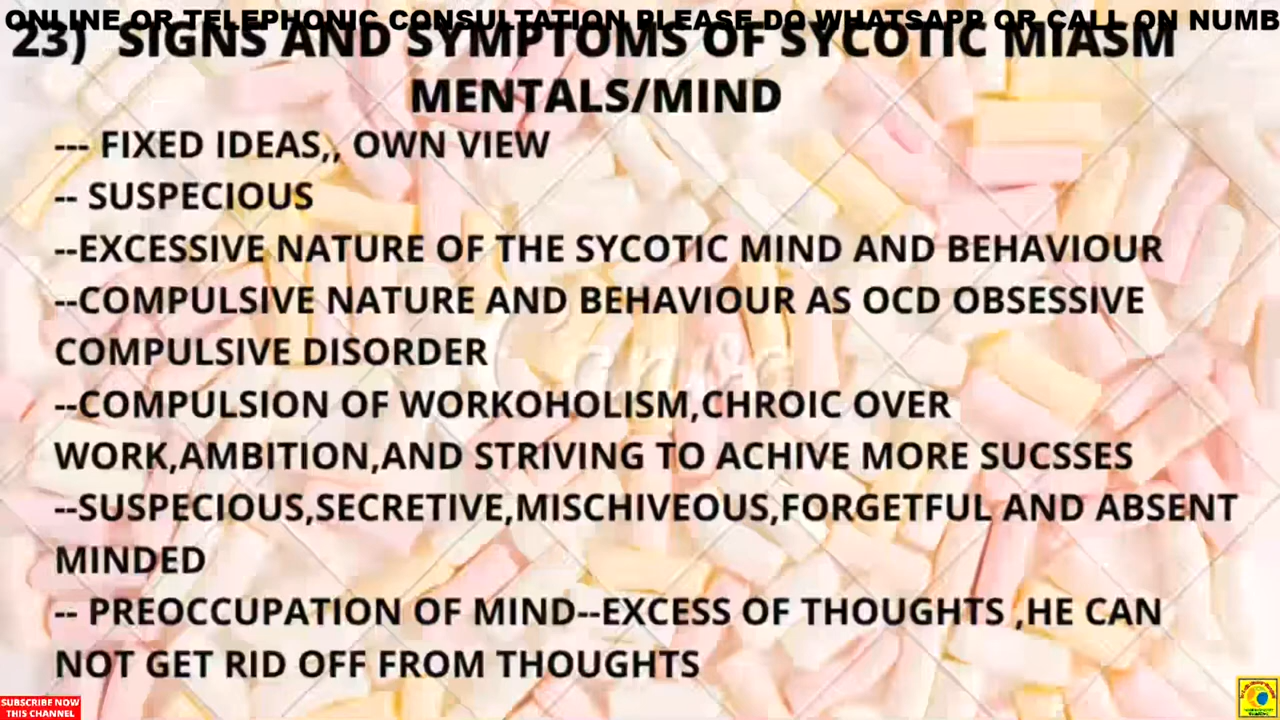 ONLINE OR TELEPHONIC CONSULTATION PLEASE DO WHATSAPP OR CALL ON NUMB
23) SIGNS AND SYMPTOMS OF SYCOTIC MIASM
MENTALS/MIND
--- FIXED IDEAS,, OWN VIEW
-- SUSPECIOUS
--EXCESSIVE NATURE OF THE SYCOTIC MIND AND BEHAVIOUR
--COMPULSIVE NATURE AND BEHAVIOUR AS OCD OBSESSIVE
COMPULSIVE DISORDER
--COMPULSION OF WORKOHOLISM,CHROIC OVER
WORK,AMBITION,AND STRIVING TO ACHIVE MORE SUCSSES
--SUSPECIOUS,SECRETIVE,MISCHIVEOUS,FORGETFUL AND ABSENT
MINDED
-- PREOCCUPATION OF MIND--EXCESS OF THOUGHTS ,HE CAN
NOT GET RID OFF FROM THOUGHTS
SUBSCRIBE NOW
THIS CHANNEL